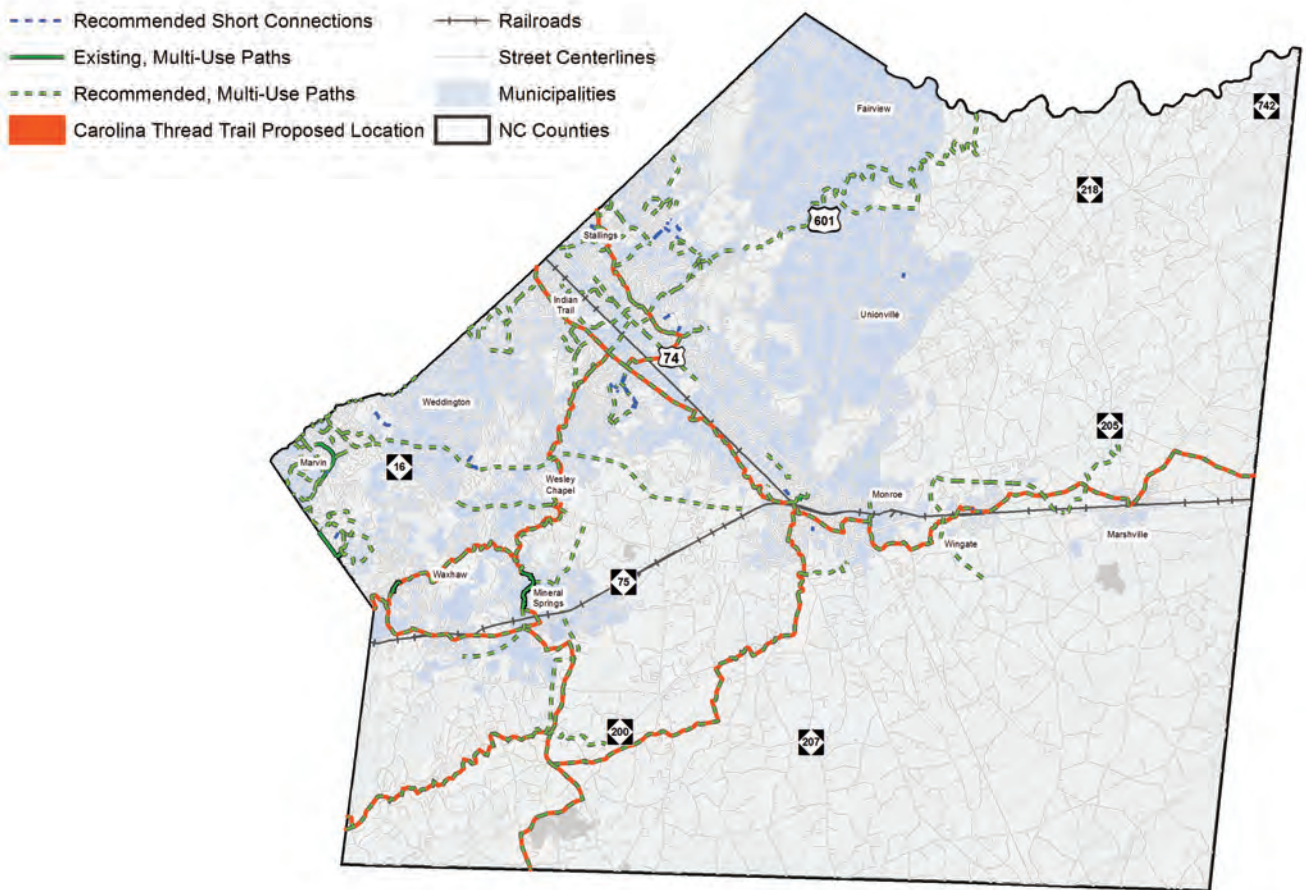 Recommended Short Connections
Existing, Multi-Use Paths
Recommended, Multi-Use Paths
Carolina Thread Trail Proposed Location
Railroads
Street Centerlines
Municipalities
NC Counties
Fairview
742
218
601
Stallings
Indian
Trail
Unionville
74
Weddington
205
Marvin
16
Wesley
Chapel
Monroe
Wingate
Marshville
Waxhaw
Mineral
Springs
75
200
207